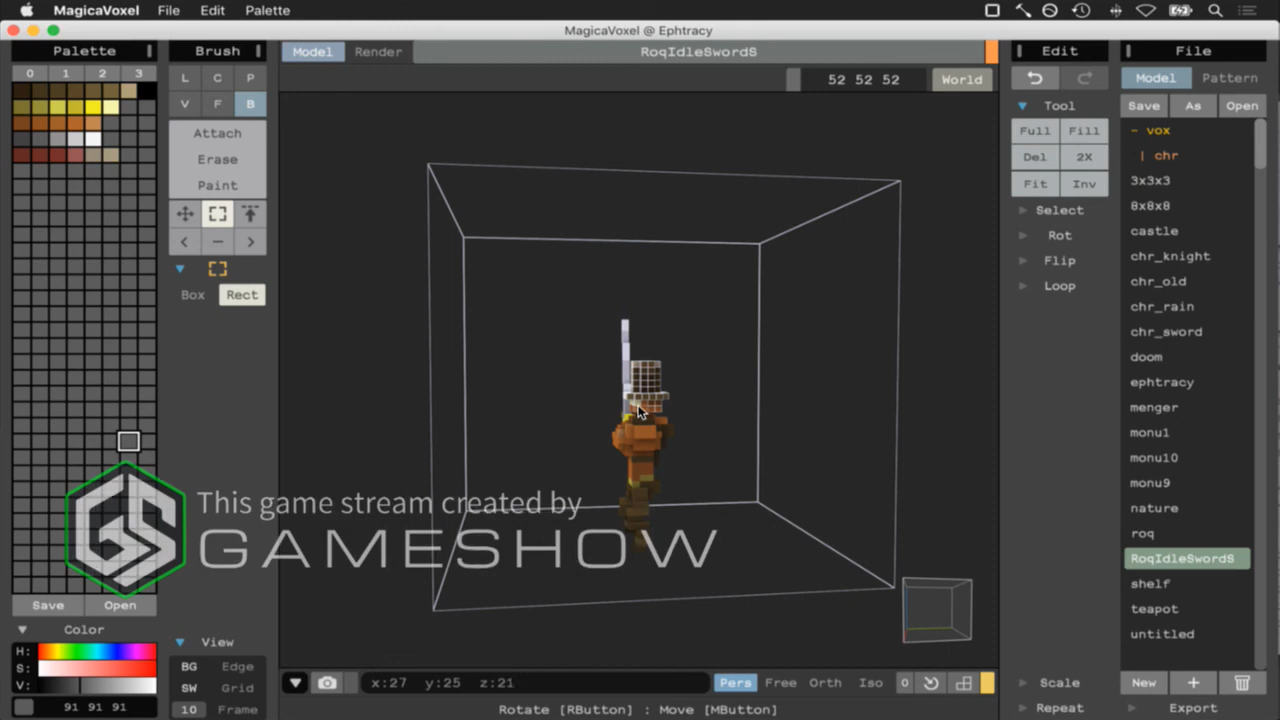 MagicaVoxel File Edit Palette
MagicaVoxel @ Ephtracy
Palette
0 1 2 3
Save Open
Color
H:
S:
V:
91 91 91
Brush
L C P
V F B
Attach
Erase
Paint
Box Rect
View
BG Edge
SW Grid
10 Frame
Model Render RoqIdleSwordS
52 52 52 World
This game stream created by
GAMESHOW
GS
x:27 y:25 z:21
Pers Free Orth Iso 0
Rotate [RButton] : Move [MButton]
Edit
Tool
Full Fill
Del 2X
Fit Inv
Select
Rot
Flip
Loop
Scale
Repeat
File
Model Pattern
Save As Open
- vox
| chr
3x3x3
8x8x8
castle
chr_knight
chr_old
chr_rain
chr_sword
doom
ephtracy
menger
monu1
monu10
monu9
nature
roq
RoqIdleSwordS
shelf
teapot
untitled
New +
Export